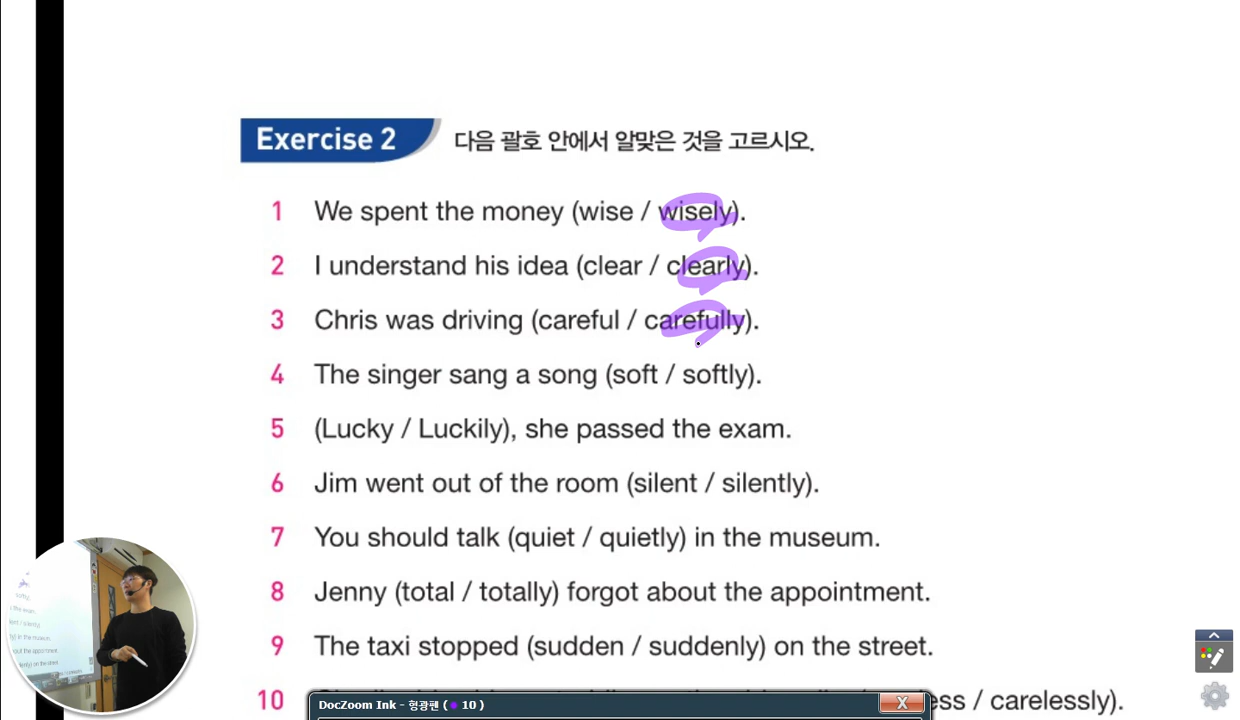 Exercise 2 다음 괄호 안에서 알맞은 것을 고르시오.
1 We spent the money (wise / wisely).
2 I understand his idea (clear / clearly).
3 Chris was driving (careful / carefully).
4 The singer sang a song (soft / softly).
5 (Lucky / Luckily), she passed the exam.
6 Jim went out of the room (silent / silently).
7 You should talk (quiet / quietly) in the museum.
8 Jenny (total / totally) forgot about the appointment.
9 The taxi stopped (sudden / suddenly) on the street.
10 / carelessly).
DocZoom Ink - 형광펜 ( 10 ) X